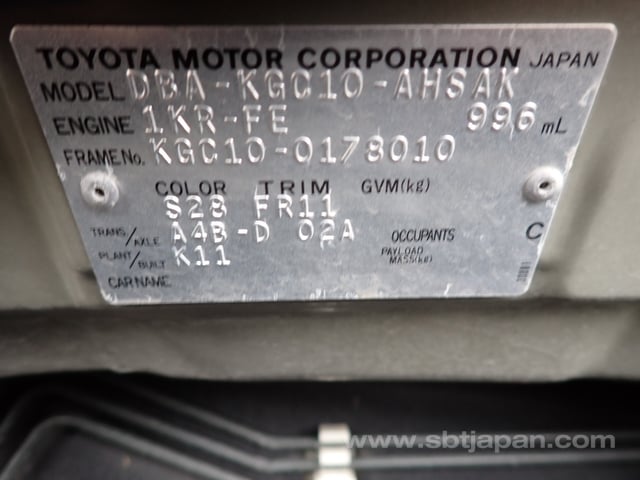 TOYOTA MOTOR CORPORATION JAPAN
MODEL DBA-KGC10-AHSAK
ENGINE 1KR-FE 996 mL
FRAME No. KGC10-0178010
COLOR TRIM GVM(kg)
S28 FR11
TRANS/AXLE A4B-D 02A OCCUPANTS C
PLANT/BUILT K11 PAYLOAD MASS(kg)
CAR NAME
www.sbtjapan.com